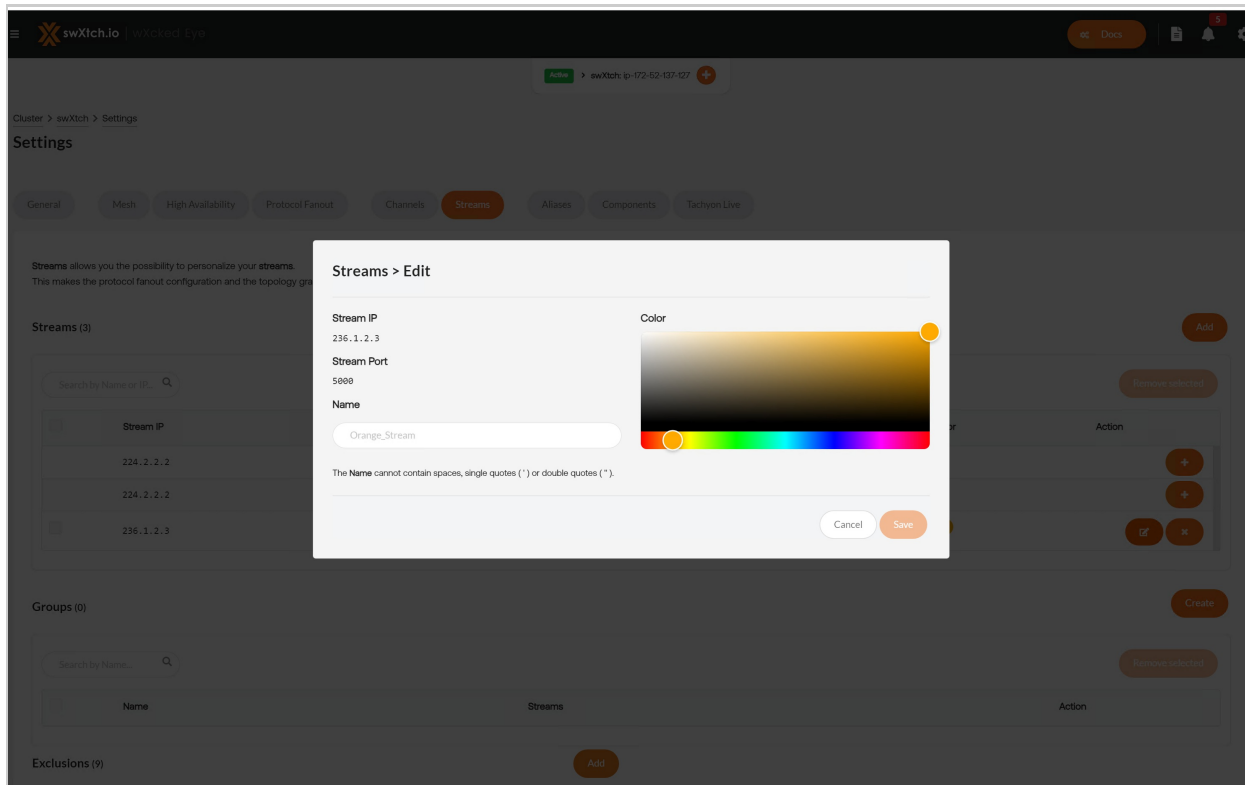 swXtch.io | wXcked Eye
Docs
5
Active > swXtch: ip-172-52-137-127
Cluster > swXtch > Settings
Settings
General Mesh High Availability Protocol Fanout Channels Streams Aliases Components Tachyon Live
Streams allows you the possibility to personalize your streams.
This makes the protocol fanout configuration and the topology gra
Streams (3)
Add
Search by Name or IP...
Remove selected
Stream IP
or
Action
224.2.2.2
224.2.2.2
236.1.2.3
Streams > Edit
Stream IP
236.1.2.3
Stream Port
5000
Name
Orange_Stream
The Name cannot contain spaces, single quotes ( ' ) or double quotes ( " ).
Color
Cancel
Save
Groups (0)
Create
Search by Name...
Remove selected
Name Streams Action
Exclusions (9)
Add